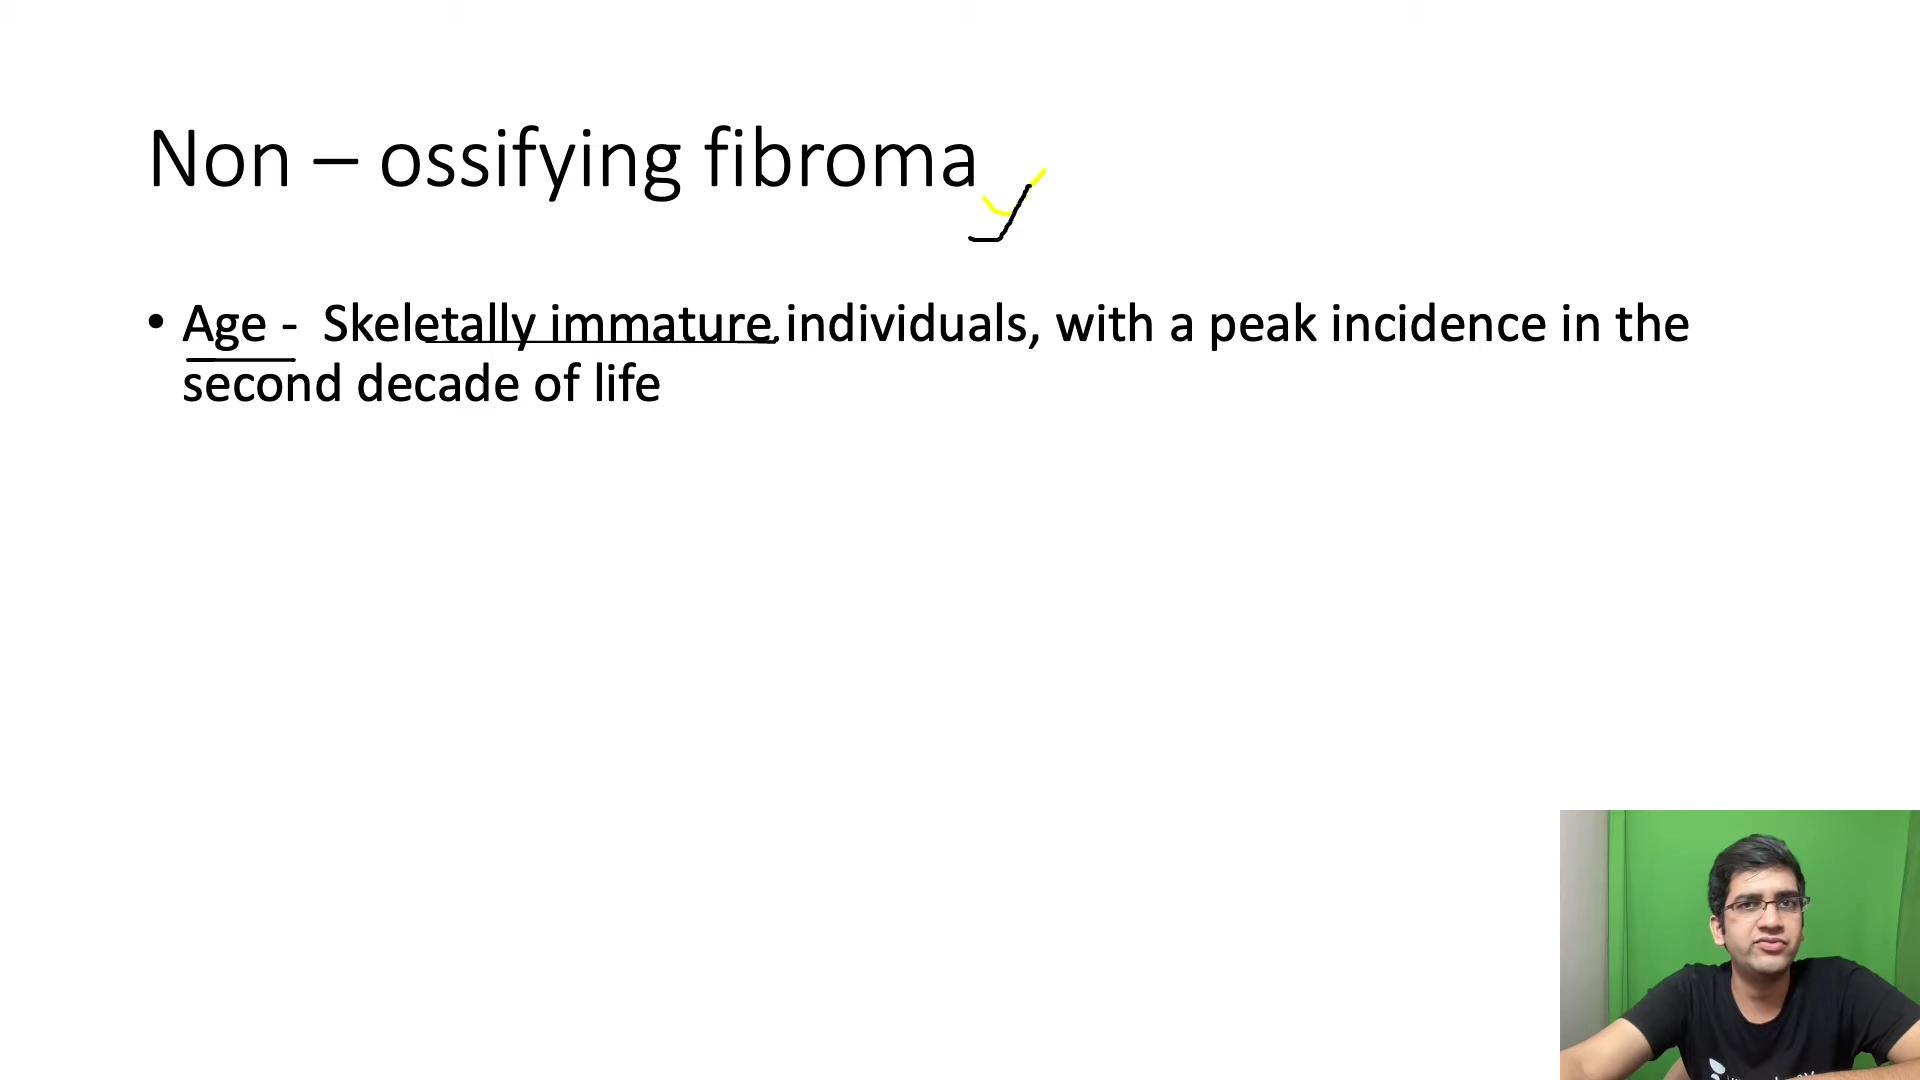 Non – ossifying fibroma
• Age - Skeletally immature individuals, with a peak incidence in the
second decade of life